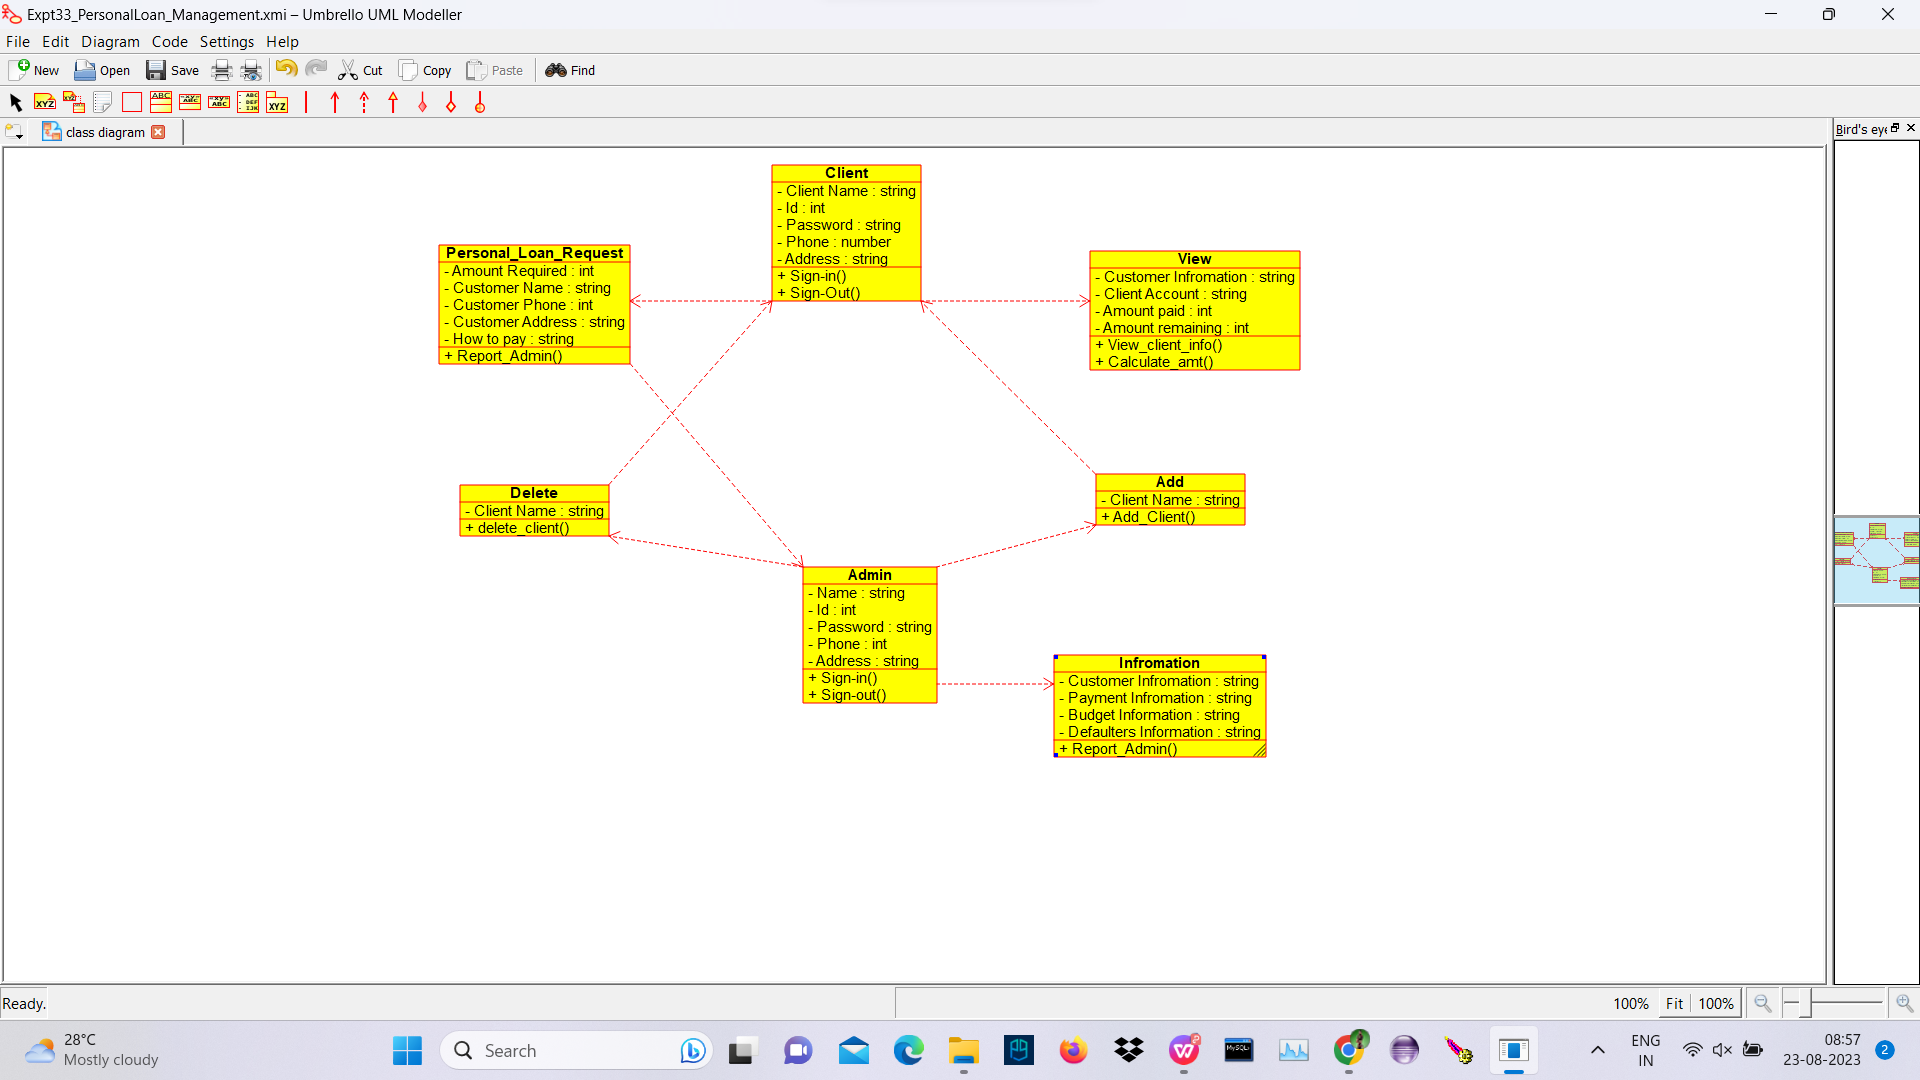 Expt33_PersonalLoan_Management.xmi – Umbrello UML Modeller
File Edit Diagram Code Settings Help
New Open Save Cut Copy Paste Find
class diagram
Bird's eye
Client
- Client Name : string
- Id : int
- Password : string
- Phone : number
- Address : string
+ Sign-in()
+ Sign-Out()
Personal_Loan_Request
- Amount Required : int
- Customer Name : string
- Customer Phone : int
- Customer Address : string
- How to pay : string
+ Report_Admin()
View
- Customer Infromation : string
- Client Account : string
- Amount paid : int
- Amount remaining : int
+ View_client_info()
+ Calculate_amt()
Delete
- Client Name : string
+ delete_client()
Add
- Client Name : string
+ Add_Client()
Admin
- Name : string
- Id : int
- Password : string
- Phone : int
- Address : string
+ Sign-in()
+ Sign-out()
Infromation
- Customer Infromation : string
- Payment Infromation : string
- Budget Information : string
- Defaulters Information : string
+ Report_Admin()
Ready.
100% Fit 100%
28°C
Mostly cloudy
Search
ENG
IN
08:57
23-08-2023
2